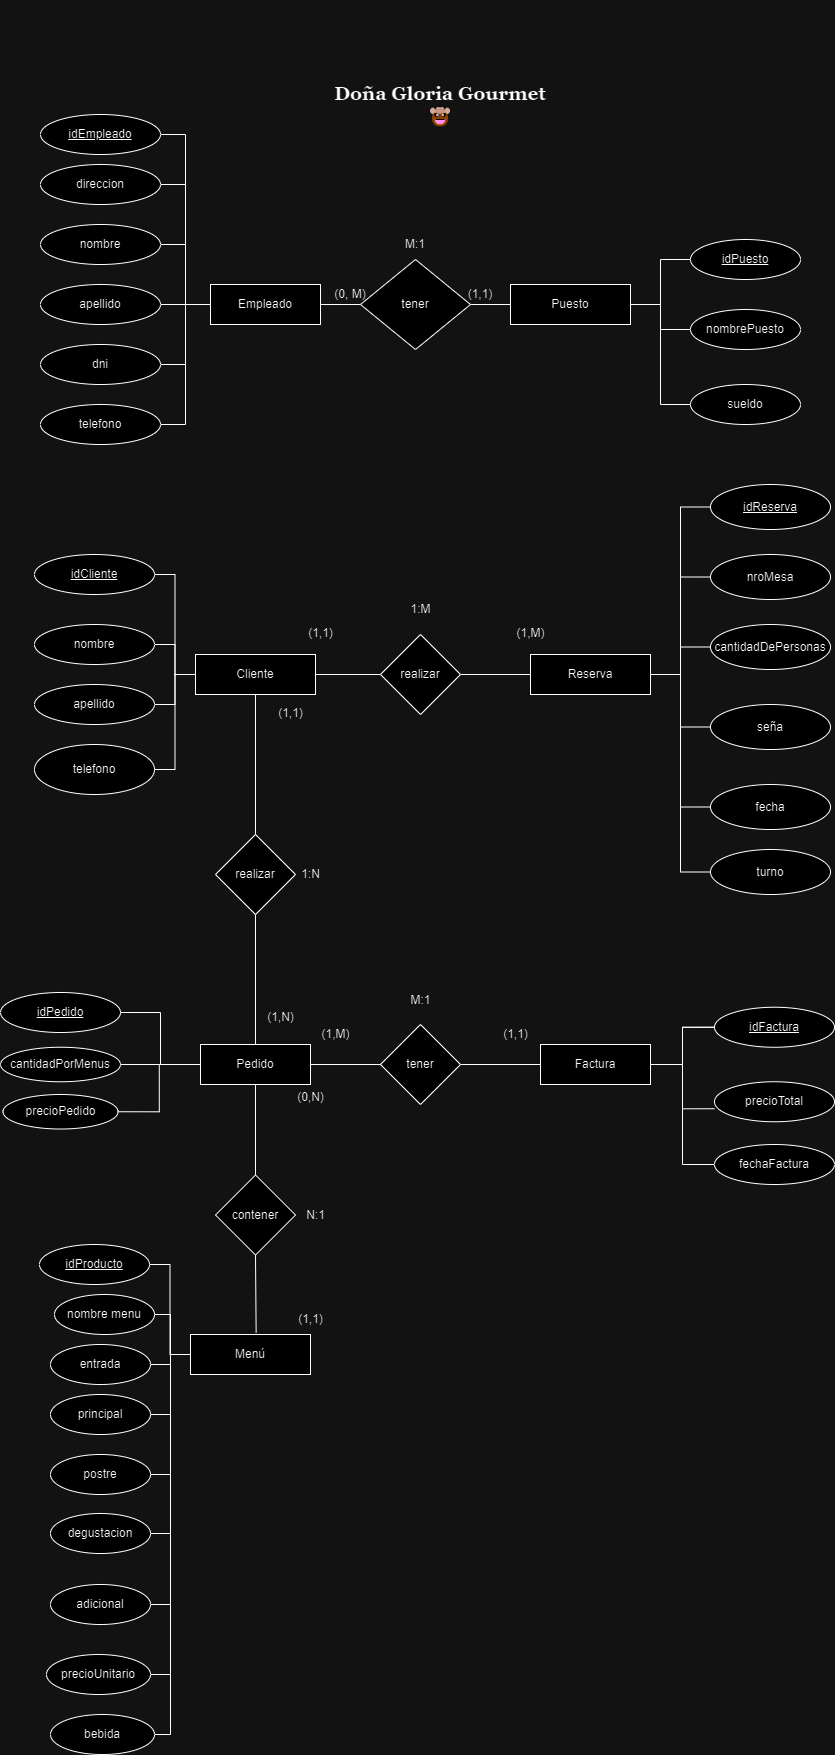 Doña Gloria Gourmet
idEmpleado
direccion
nombre
apellido
dni
telefono
Empleado
(0, M)
M:1
tener
(1,1)
Puesto
idPuesto
nombrePuesto
sueldo
idCliente
nombre
apellido
telefono
Cliente
(1,1)
1:M
realizar
(1,M)
Reserva
idReserva
nroMesa
cantidadDePersonas
seña
fecha
turno
(1,1)
realizar
1:N
(1,N)
idPedido
cantidadPorMenus
precioPedido
Pedido
(1,M)
M:1
tener
(1,1)
Factura
idFactura
precioTotal
fechaFactura
(0,N)
contener
N:1
(1,1)
Menú
idProducto
nombre menu
entrada
principal
postre
degustacion
adicional
precioUnitario
bebida